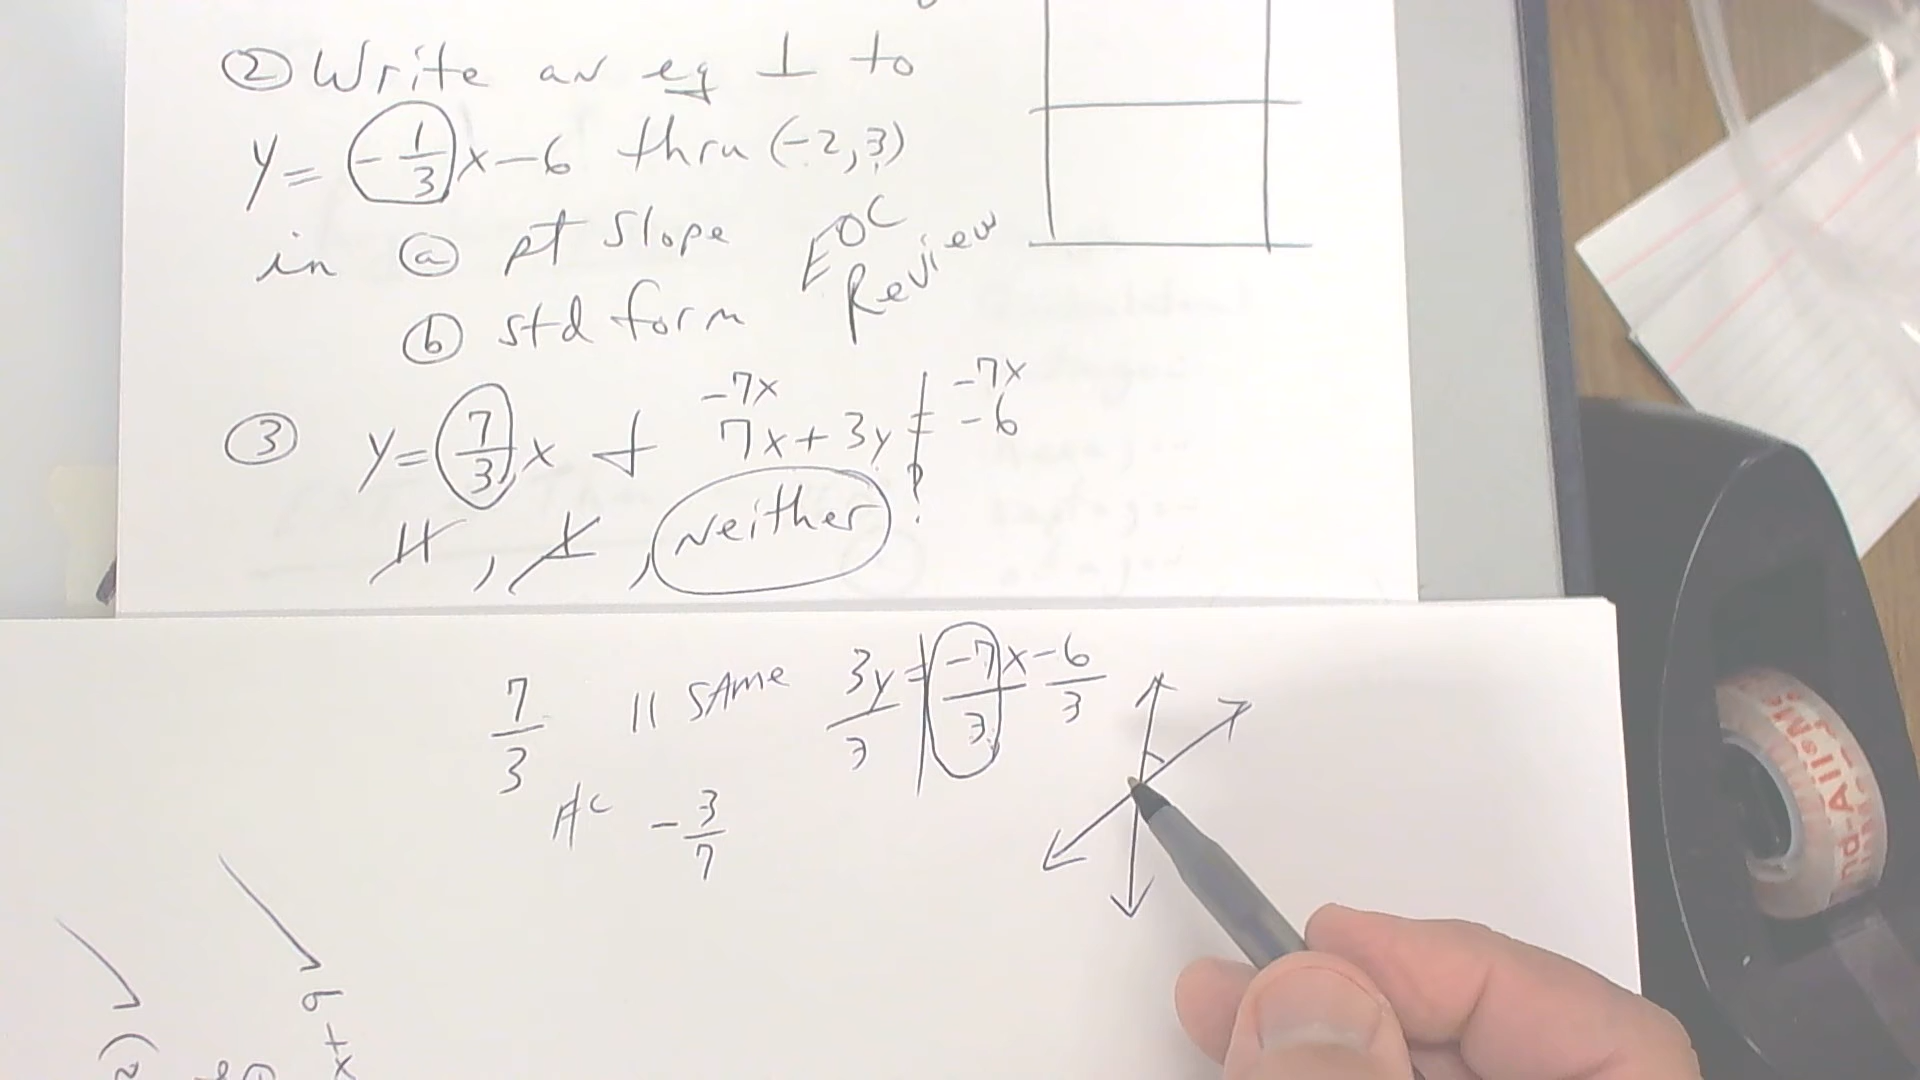 ② Write an eq ⊥ to
y = -1/3 x - 6 thru (-2, 3)
in ⓐ pt slope
ⓑ std form
EOC
Review
-7x -7x
③ y = 7/3 x + 7x + 3y = -6
//, ⊥, Neither ?
7/3 // SAME 3y/3 = -7x/3 - 6/3
-3/7